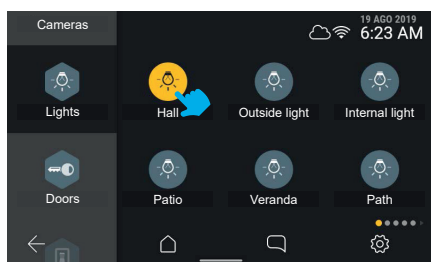 Cameras
19 AGO 2019
6:23 AM
Lights
Hall
Outside light
Internal light
Doors
Patio
Veranda
Path